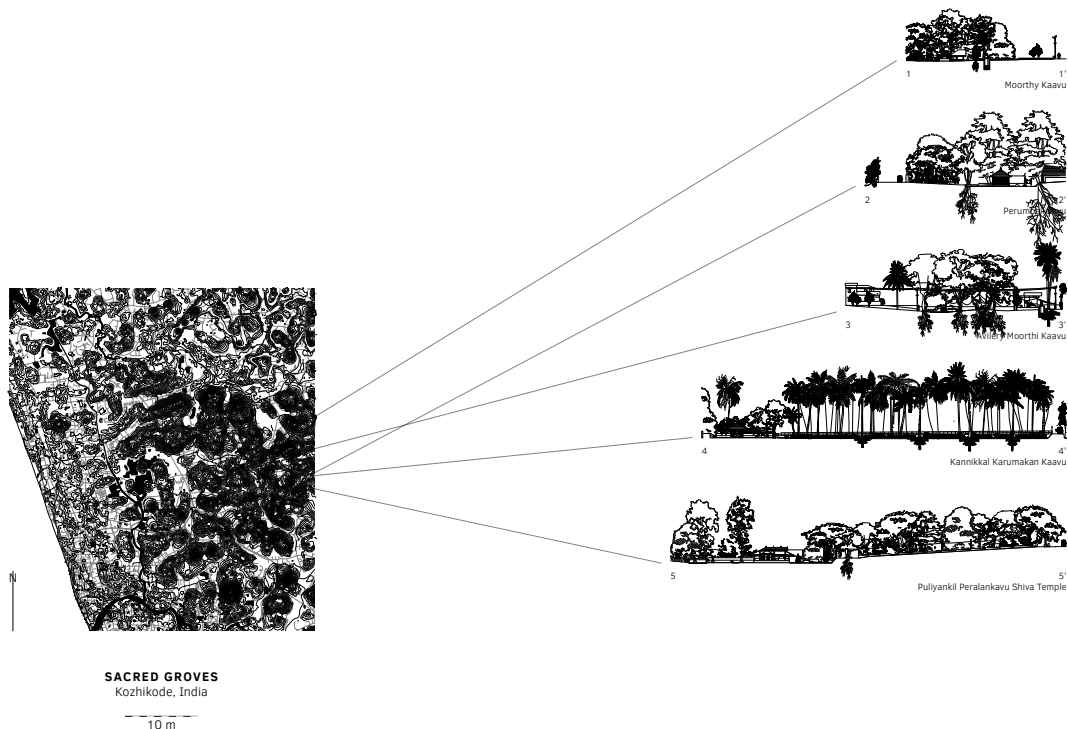 1 1'
Moorthy Kaavu
2 2'
3 3'
Avilery Moorthi Kaavu
4 4'
Kannikkal Karumakan Kaavu
5 5'
Puliyankil Peralankavu Shiva Temple
N
SACRED GROVES
Kozhikode, India
10 m